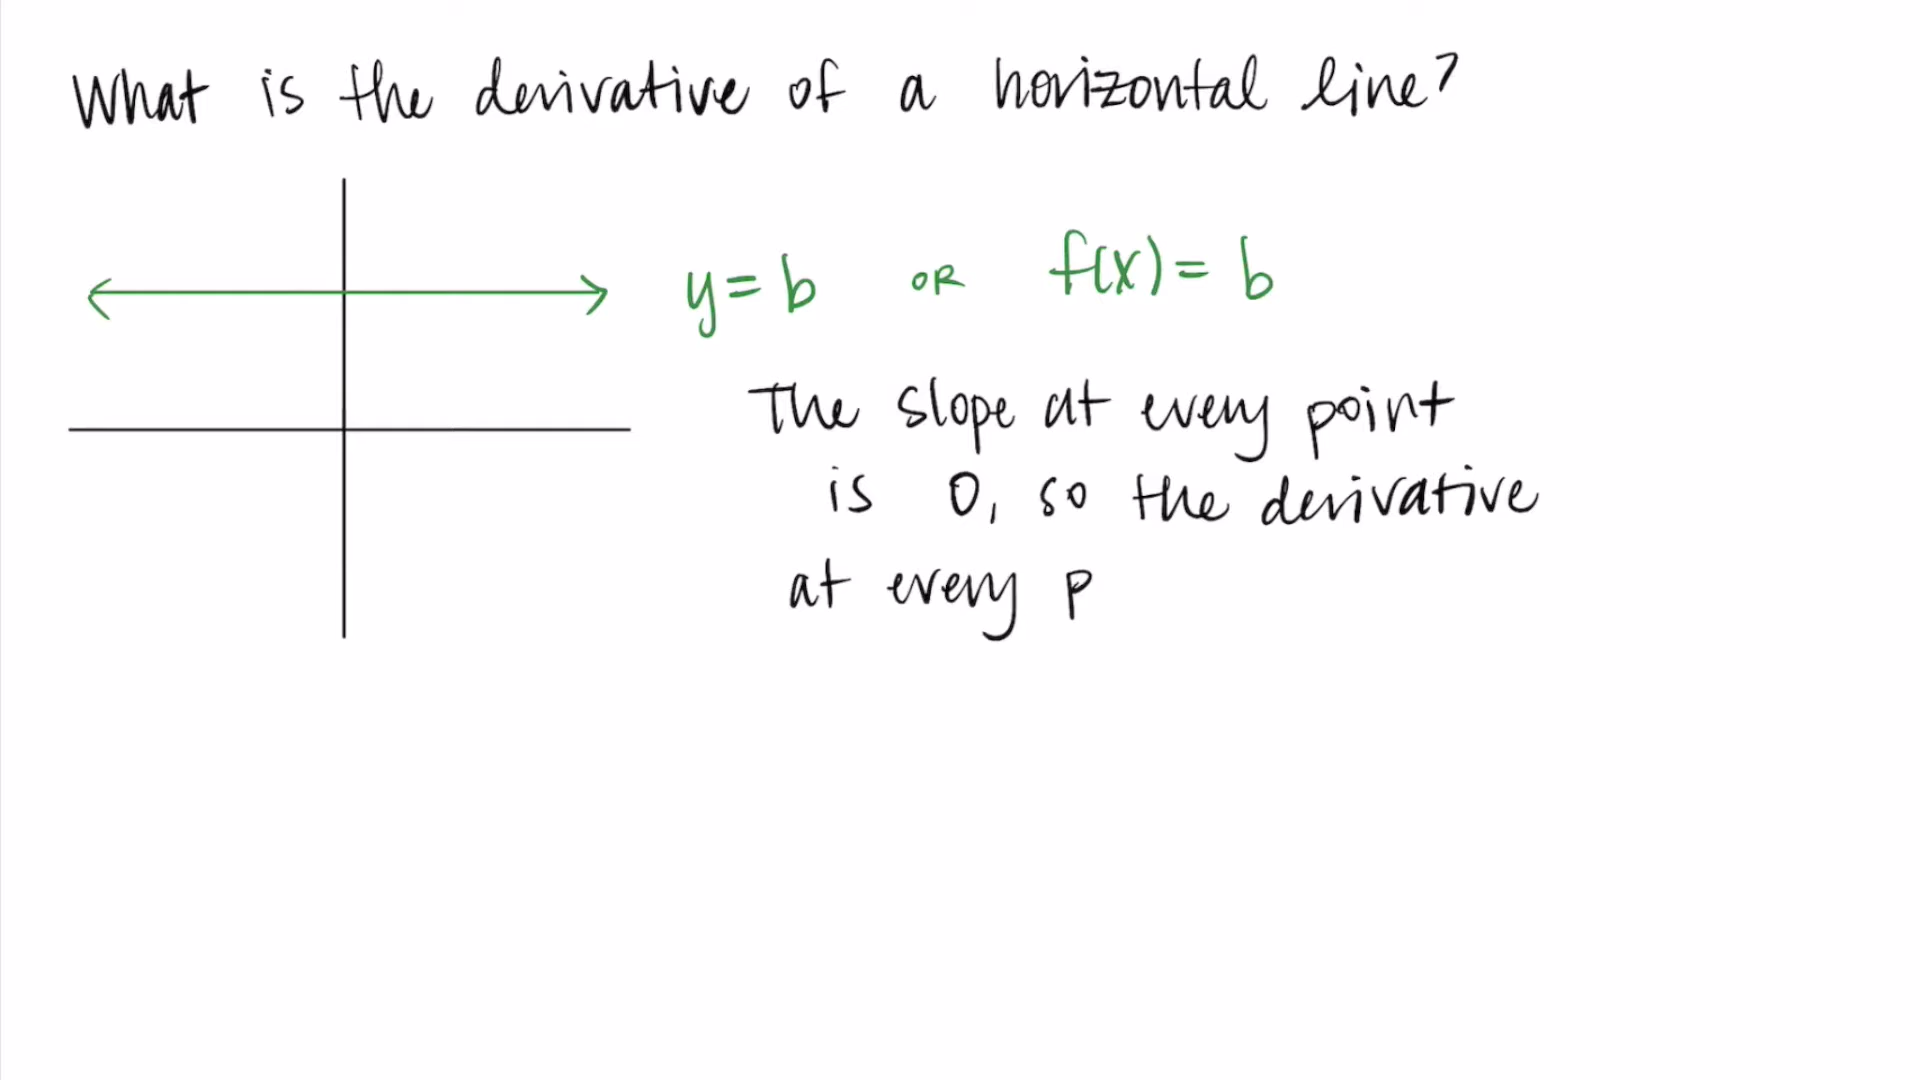 What is the derivative of a horizontal line?
y = b OR f(x) = b
The slope at every point
is 0, so the derivative
at every p